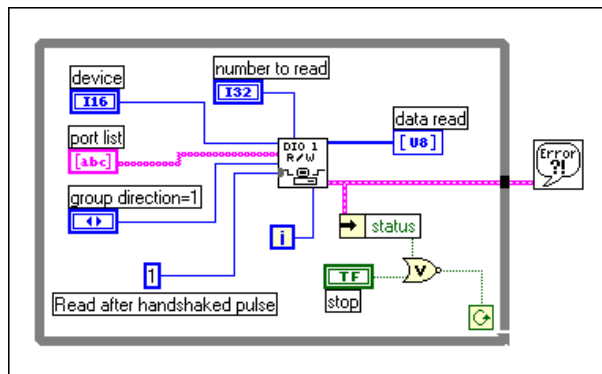 number to read
I32
device
I16
data read
[U8]
port list
[abc]
DIO 1
R/W
Error
?!
group direction=1
i
status
1
TF
V
stop
Read after handshaked pulse